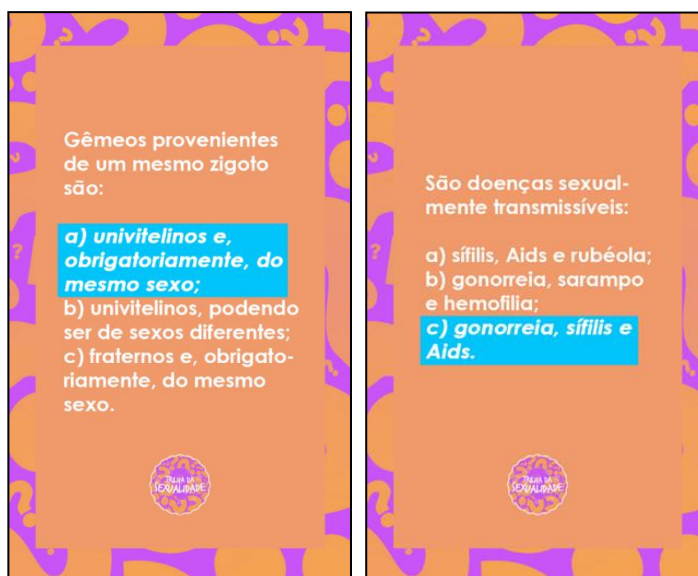 Gêmeos provenientes
de um mesmo zigoto
são:
a) univitelinos e,
obrigatoriamente, do
mesmo sexo;
b) univitelinos, podendo
ser de sexos diferentes;
c) fraternos e, obrigato-
riamente, do mesmo
sexo.
TRILHA DA
SEXUALIDADE
São doenças sexual-
mente transmissíveis:
a) sífilis, Aids e rubéola;
b) gonorreia, sarampo
e hemofilia;
c) gonorreia, sífilis e
Aids.
TRILHA DA
SEXUALIDADE